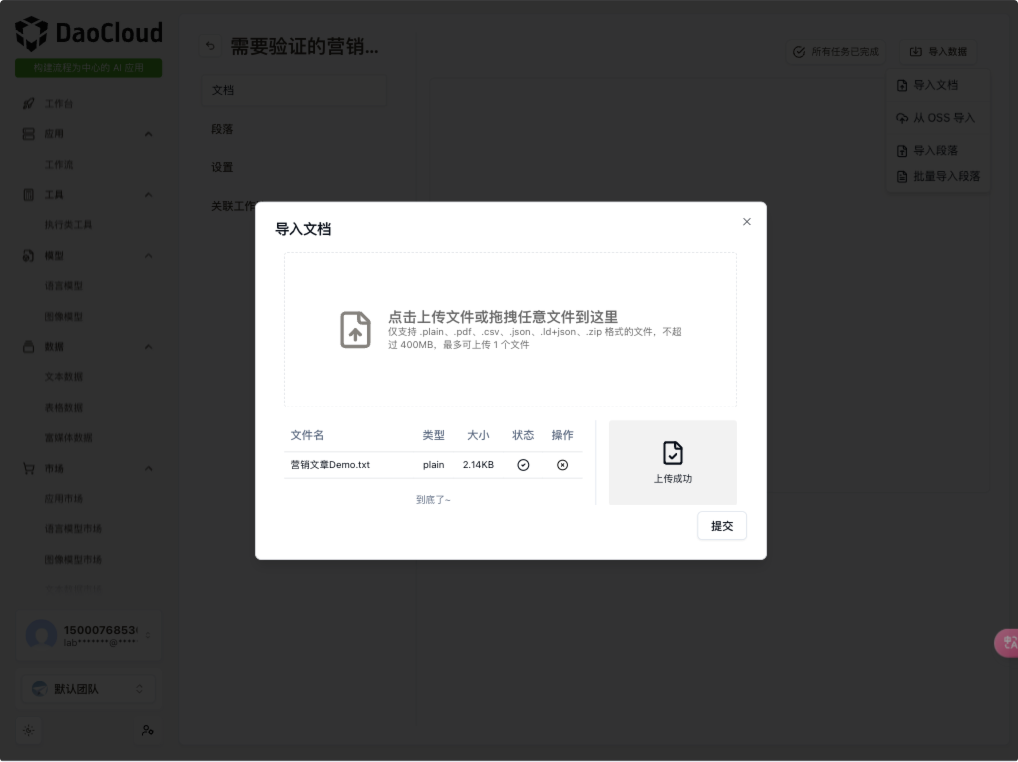 DaoCloud
构建流程为中心的 AI 应用
工作台
应用
工作流
工具
执行类工具
模型
语言模型
图像模型
数据
文本数据
表格数据
富媒体数据
市场
应用市场
语言模型市场
图像模型市场
1500076853
lab*******@****
默认团队
需要验证的营销...
所有任务已完成
导入数据
文档
段落
设置
关联工作
导入文档
从 OSS 导入
导入段落
批量导入段落
导入文档
点击上传文件或拖拽任意文件到这里
仅支持 .plain、.pdf、.csv、.json、.ld+json、.zip 格式的文件，不超
过 400MB，最多可上传 1 个文件
文件名 类型 大小 状态 操作
营销文章Demo.txt plain 2.14KB
到底了~
上传成功
提交